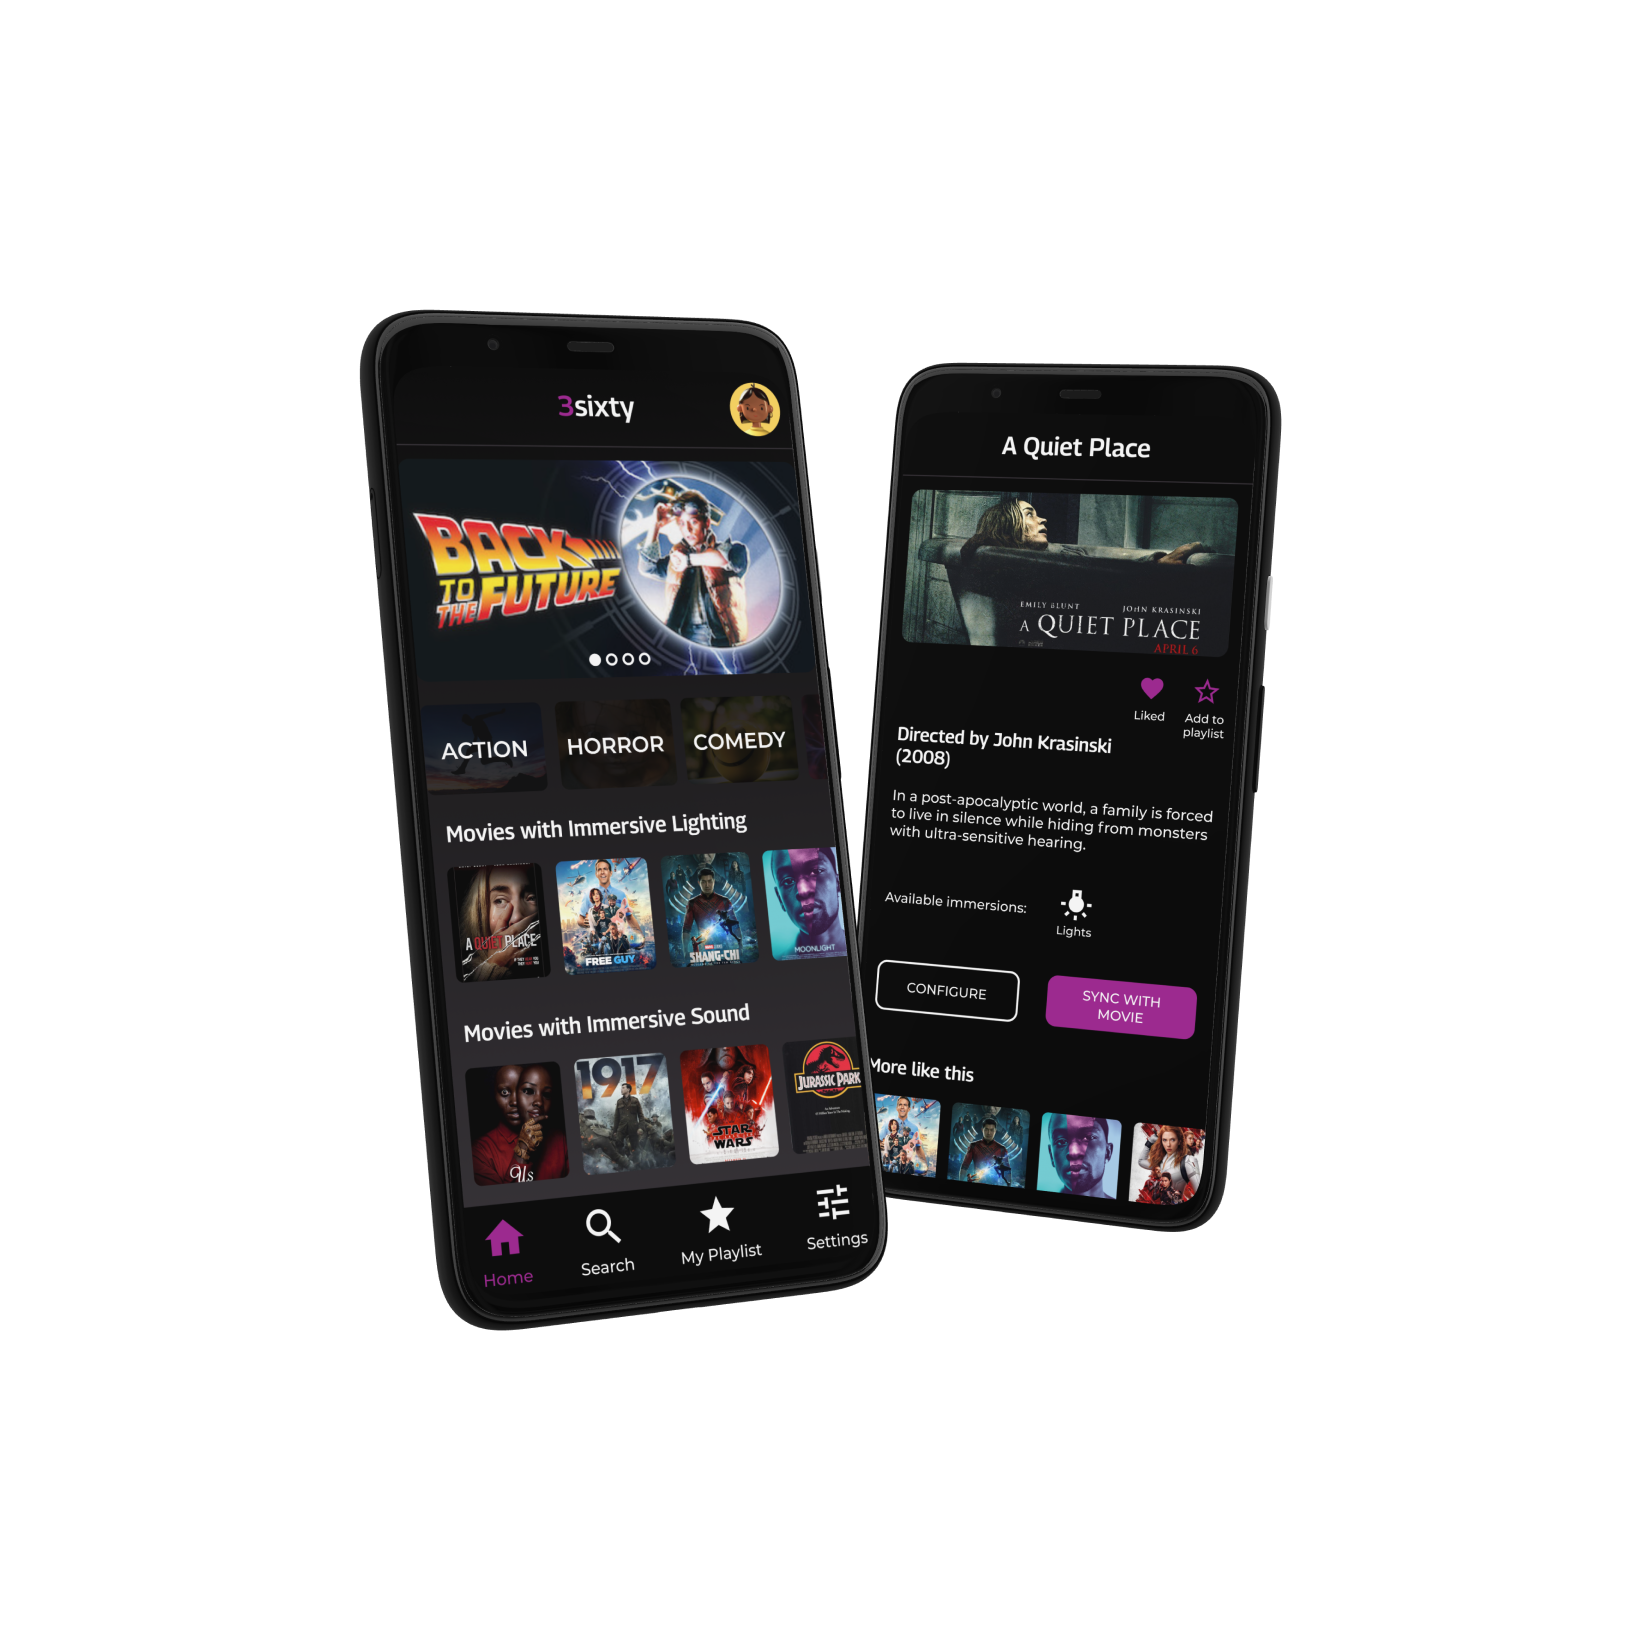 3sixty
BACK
TO THE FUTURE
ACTION
HORROR
COMEDY
Movies with Immersive Lighting
A QUIET PLACE
FREE GUY
SHANG-CHI
MOONLIGHT
Movies with Immersive Sound
Us
1917
STAR
WARS
JURASSIC PARK
Home
Search
My Playlist
Settings
A Quiet Place
EMILY BLUNT
JOHN KRASINSKI
A QUIET PLACE
APRIL 6
Liked
Add to
playlist
Directed by John Krasinski
(2008)
In a post-apocalyptic world, a family is forced
to live in silence while hiding from monsters
with ultra-sensitive hearing.
Available immersions:
Lights
CONFIGURE
SYNC WITH
MOVIE
More like this